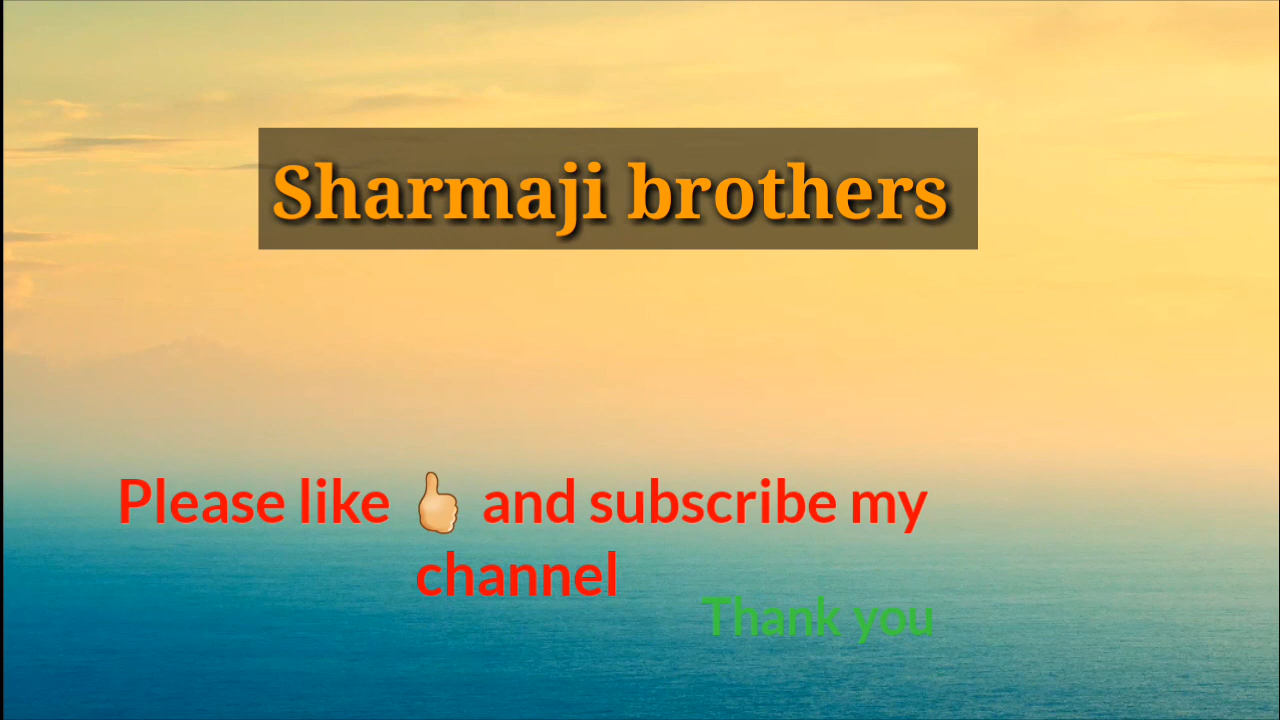 Sharmaji brothers
Please like 👍🏻 and subscribe my
channel
Thank you